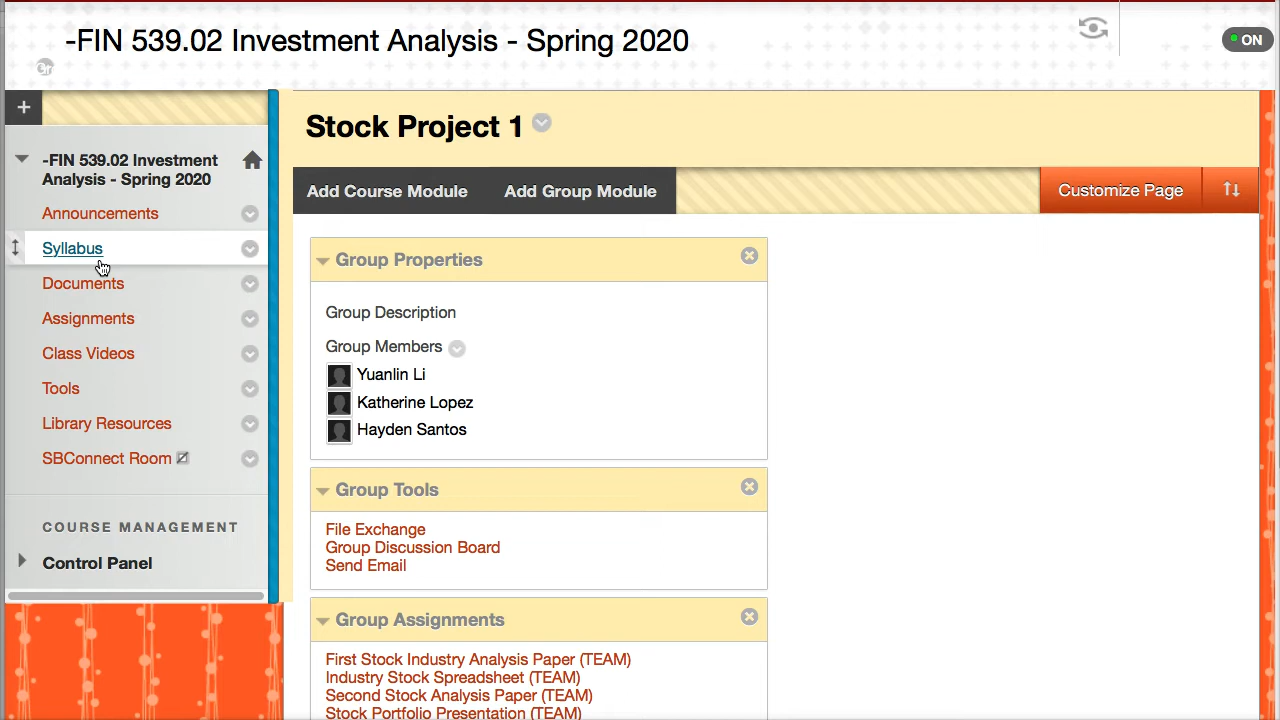 -FIN 539.02 Investment Analysis - Spring 2020
ON
-FIN 539.02 Investment
Analysis - Spring 2020
Announcements
Syllabus
Documents
Assignments
Class Videos
Tools
Library Resources
SBConnect Room
COURSE MANAGEMENT
Control Panel
Stock Project 1
Add Course Module
Add Group Module
Customize Page
Group Properties
Group Description
Group Members
Yuanlin Li
Katherine Lopez
Hayden Santos
Group Tools
File Exchange
Group Discussion Board
Send Email
Group Assignments
First Stock Industry Analysis Paper (TEAM)
Industry Stock Spreadsheet (TEAM)
Second Stock Analysis Paper (TEAM)
Stock Portfolio Presentation (TEAM)